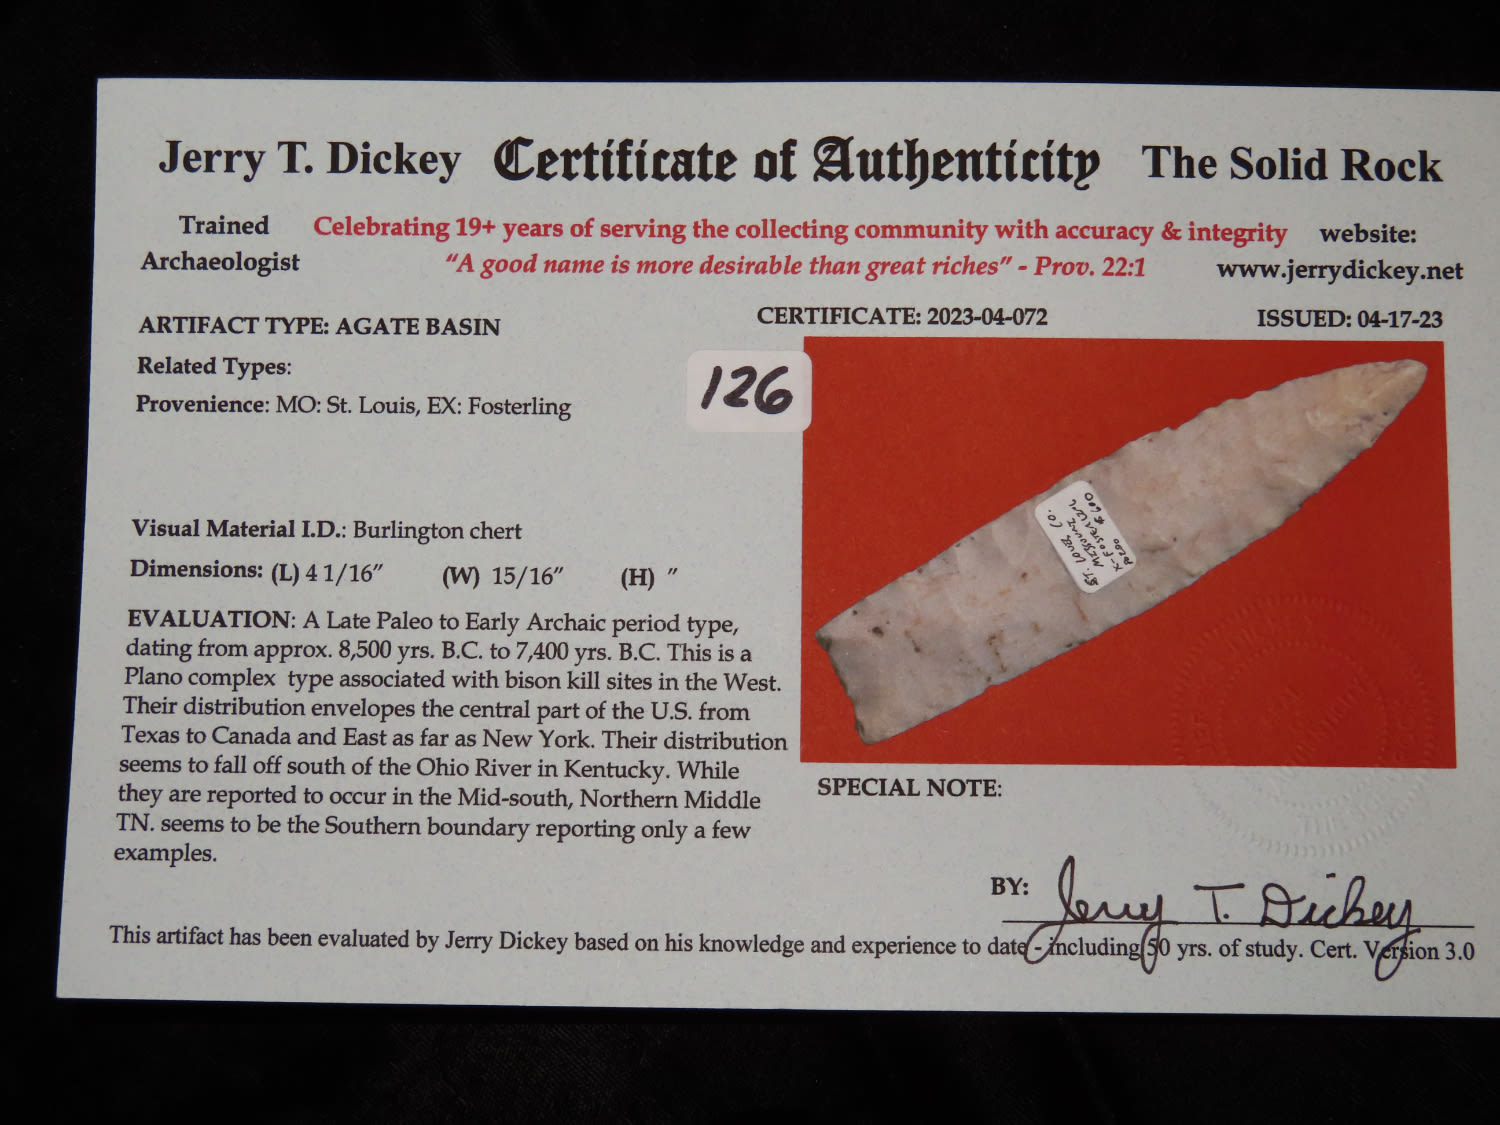 Jerry T. Dickey Certificate of Authenticity The Solid Rock
Trained Archaeologist
Celebrating 19+ years of serving the collecting community with accuracy & integrity
"A good name is more desirable than great riches" - Prov. 22:1
website:
www.jerrydickey.net
ARTIFACT TYPE: AGATE BASIN
CERTIFICATE: 2023-04-072
ISSUED: 04-17-23
Related Types:
Provenience: MO: St. Louis, EX: Fosterling
126
Visual Material I.D.: Burlington chert
Dimensions: (L) 4 1/16" (W) 15/16" (H) "
EVALUATION: A Late Paleo to Early Archaic period type,
dating from approx. 8,500 yrs. B.C. to 7,400 yrs. B.C. This is a
Plano complex type associated with bison kill sites in the West.
Their distribution envelopes the central part of the U.S. from
Texas to Canada and East as far as New York. Their distribution
seems to fall off south of the Ohio River in Kentucky. While
they are reported to occur in the Mid-south, Northern Middle
TN. seems to be the Southern boundary reporting only a few
examples.
ST. LOUIS CO.
MISSOURI
SPECIAL NOTE:
BY: Jerry T. Dickey
This artifact has been evaluated by Jerry Dickey based on his knowledge and experience to date - including 50 yrs. of study. Cert. Version 3.0